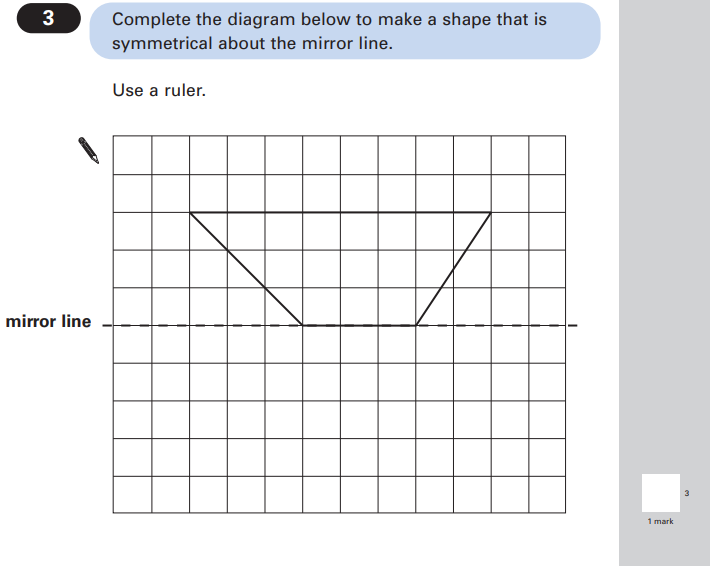 3
Complete the diagram below to make a shape that is
symmetrical about the mirror line.
Use a ruler.
mirror line
3
1 mark